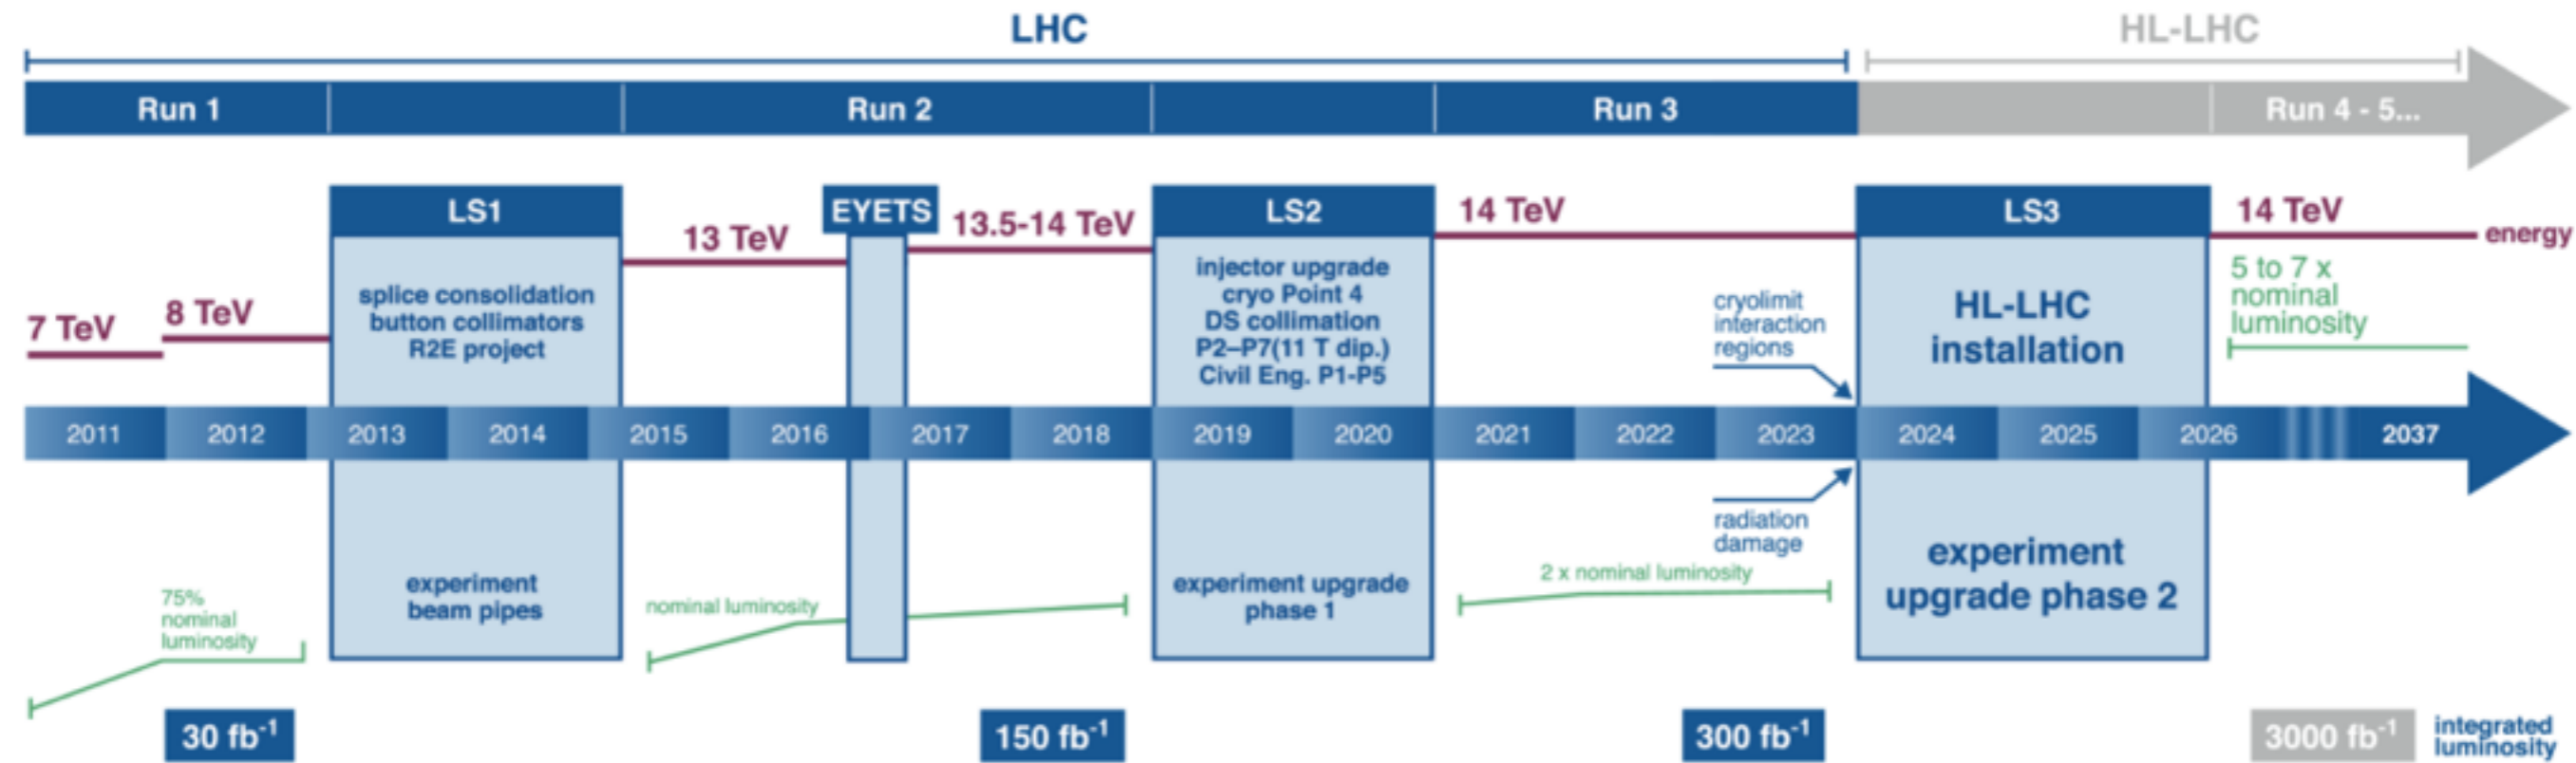 LHC
HL-LHC
Run 1
Run 2
Run 3
Run 4 - 5...
LS1
EYETS
LS2
LS3
7 TeV
8 TeV
13 TeV
13.5-14 TeV
14 TeV
14 TeV
energy
splice consolidation
button collimators
R2E project
injector upgrade
cryo Point 4
DS collimation
P2–P7(11 T dip.)
Civil Eng. P1-P5
cryolimit
interaction
regions
HL-LHC
installation
5 to 7 x
nominal
luminosity
2011
2012
2013
2014
2015
2016
2017
2018
2019
2020
2021
2022
2023
2024
2025
2026
2037
75%
nominal
luminosity
experiment
beam pipes
nominal luminosity
experiment upgrade
phase 1
2 x nominal luminosity
radiation
damage
experiment
upgrade phase 2
30 fb⁻¹
150 fb⁻¹
300 fb⁻¹
3000 fb⁻¹
integrated
luminosity